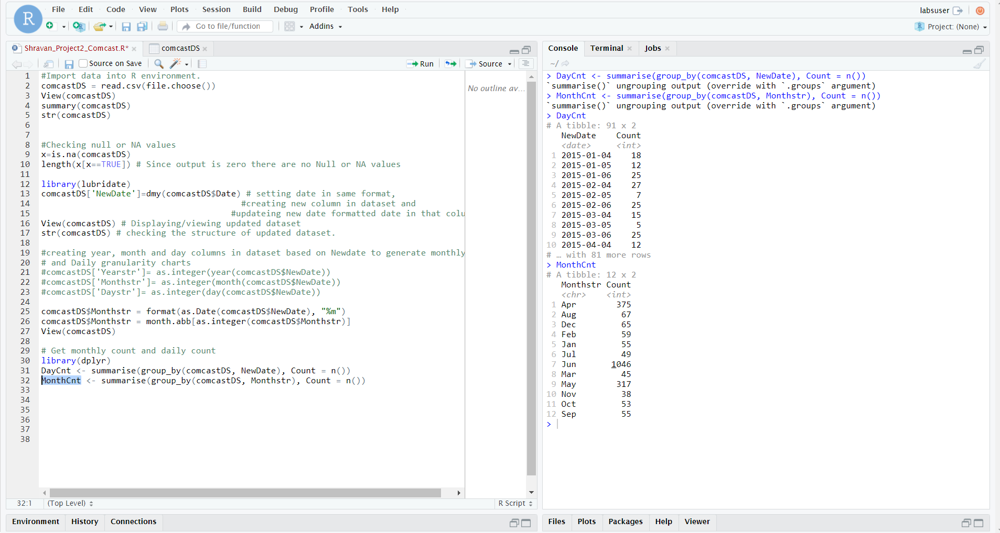 File Edit Code View Plots Session Build Debug Profile Tools Help
labsuser
R
Go to file/function
Addins
Project: (None)
Shravan_Project2_Comcast.R*
comcastDS
Source on Save
Run
Source
1 #Import data into R environment.
2 comcastDS = read.csv(file.choose())
3 View(comcastDS)
4 summary(comcastDS)
5 str(comcastDS)
6
7
8 #Checking null or NA values
9 x=is.na(comcastDS)
10 length(x[x==TRUE]) # Since output is zero there are no Null or NA values
11
12 library(lubridate)
13 comcastDS['NewDate']=dmy(comcastDS$Date) # setting date in same format,
14 #creating new column in dataset and
15 #updateing new date formatted date in that colu
16 View(comcastDS) # Displaying/viewing updated dataset
17 str(comcastDS) # checking the structure of updated dataset.
18
19 #creating year, month and day columns in dataset based on Newdate to generate monthly
20 # and Daily granularity charts
21 #comcastDS['Yearstr']= as.integer(year(comcastDS$NewDate))
22 #comcastDS['Monthstr']= as.integer(month(comcastDS$NewDate))
23 #comcastDS['Daystr']= as.integer(day(comcastDS$NewDate))
24
25 comcastDS$Monthstr = format(as.Date(comcastDS$NewDate), "%m")
26 comcastDS$Monthstr = month.abb[as.integer(comcastDS$Monthstr)]
27 View(comcastDS)
28
29 # Get monthly count and daily count
30 library(dplyr)
31 DayCnt <- summarise(group_by(comcastDS, NewDate), Count = n())
32 MonthCnt <- summarise(group_by(comcastDS, Monthstr), Count = n())
33
34
35
36
37
38
No outline av...
32:1 (Top Level)
R Script
Environment History Connections
Console Terminal Jobs
~/
> DayCnt <- summarise(group_by(comcastDS, NewDate), Count = n())
`summarise()` ungrouping output (override with `.groups` argument)
> MonthCnt <- summarise(group_by(comcastDS, Monthstr), Count = n())
`summarise()` ungrouping output (override with `.groups` argument)
> DayCnt
# A tibble: 91 x 2
NewDate Count
<date> <int>
1 2015-01-04 18
2 2015-01-05 12
3 2015-01-06 25
4 2015-02-04 27
5 2015-02-05 7
6 2015-02-06 25
7 2015-03-04 15
8 2015-03-05 5
9 2015-03-06 25
10 2015-04-04 12
# … with 81 more rows
> MonthCnt
# A tibble: 12 x 2
Monthstr Count
<chr> <int>
1 Apr 375
2 Aug 67
3 Dec 65
4 Feb 59
5 Jan 55
6 Jul 49
7 Jun 1046
8 Mar 45
9 May 317
10 Nov 38
11 Oct 53
12 Sep 55
>
Files Plots Packages Help Viewer